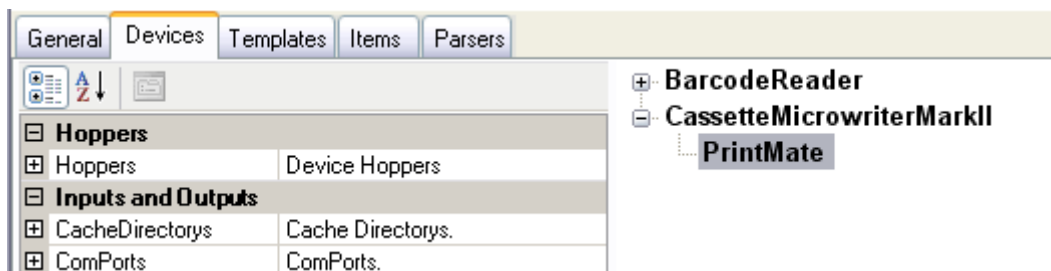 General Devices Templates Items Parsers
Hoppers
Hoppers Device Hoppers
Inputs and Outputs
CacheDirectorys Cache Directorys.
ComPorts ComPorts.
BarcodeReader
CassetteMicrowriterMarkII
PrintMate